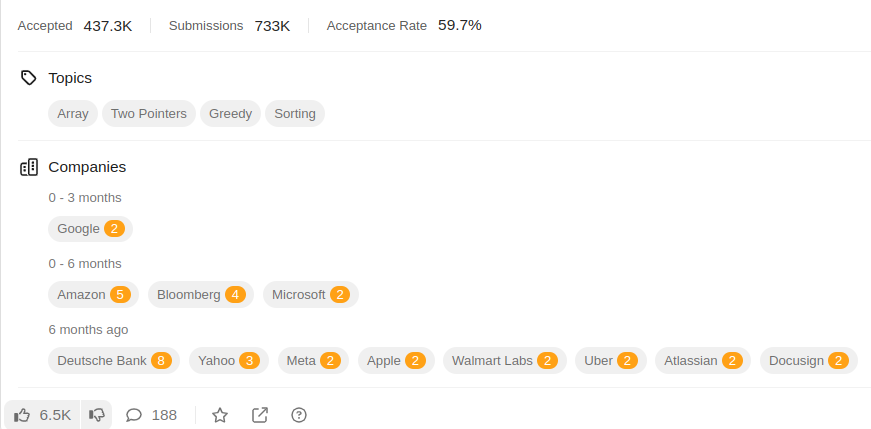 Accepted 437.3K Submissions 733K Acceptance Rate 59.7%
Topics
Array Two Pointers Greedy Sorting
Companies
0 - 3 months
Google 2
0 - 6 months
Amazon 5 Bloomberg 4 Microsoft 2
6 months ago
Deutsche Bank 8 Yahoo 3 Meta 2 Apple 2 Walmart Labs 2 Uber 2 Atlassian 2 Docusign 2
6.5K 188